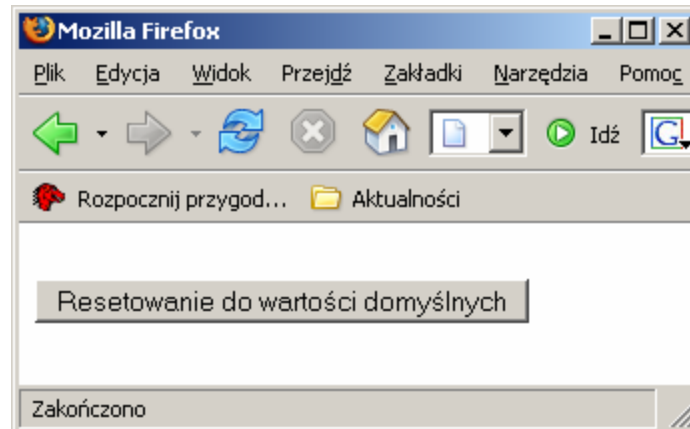 Mozilla Firefox
Plik Edycja Widok Przejdź Zakładki Narzędzia Pomoc
Idź G
Rozpocznij przygod... Aktualności
Resetowanie do wartości domyślnych
Zakończono